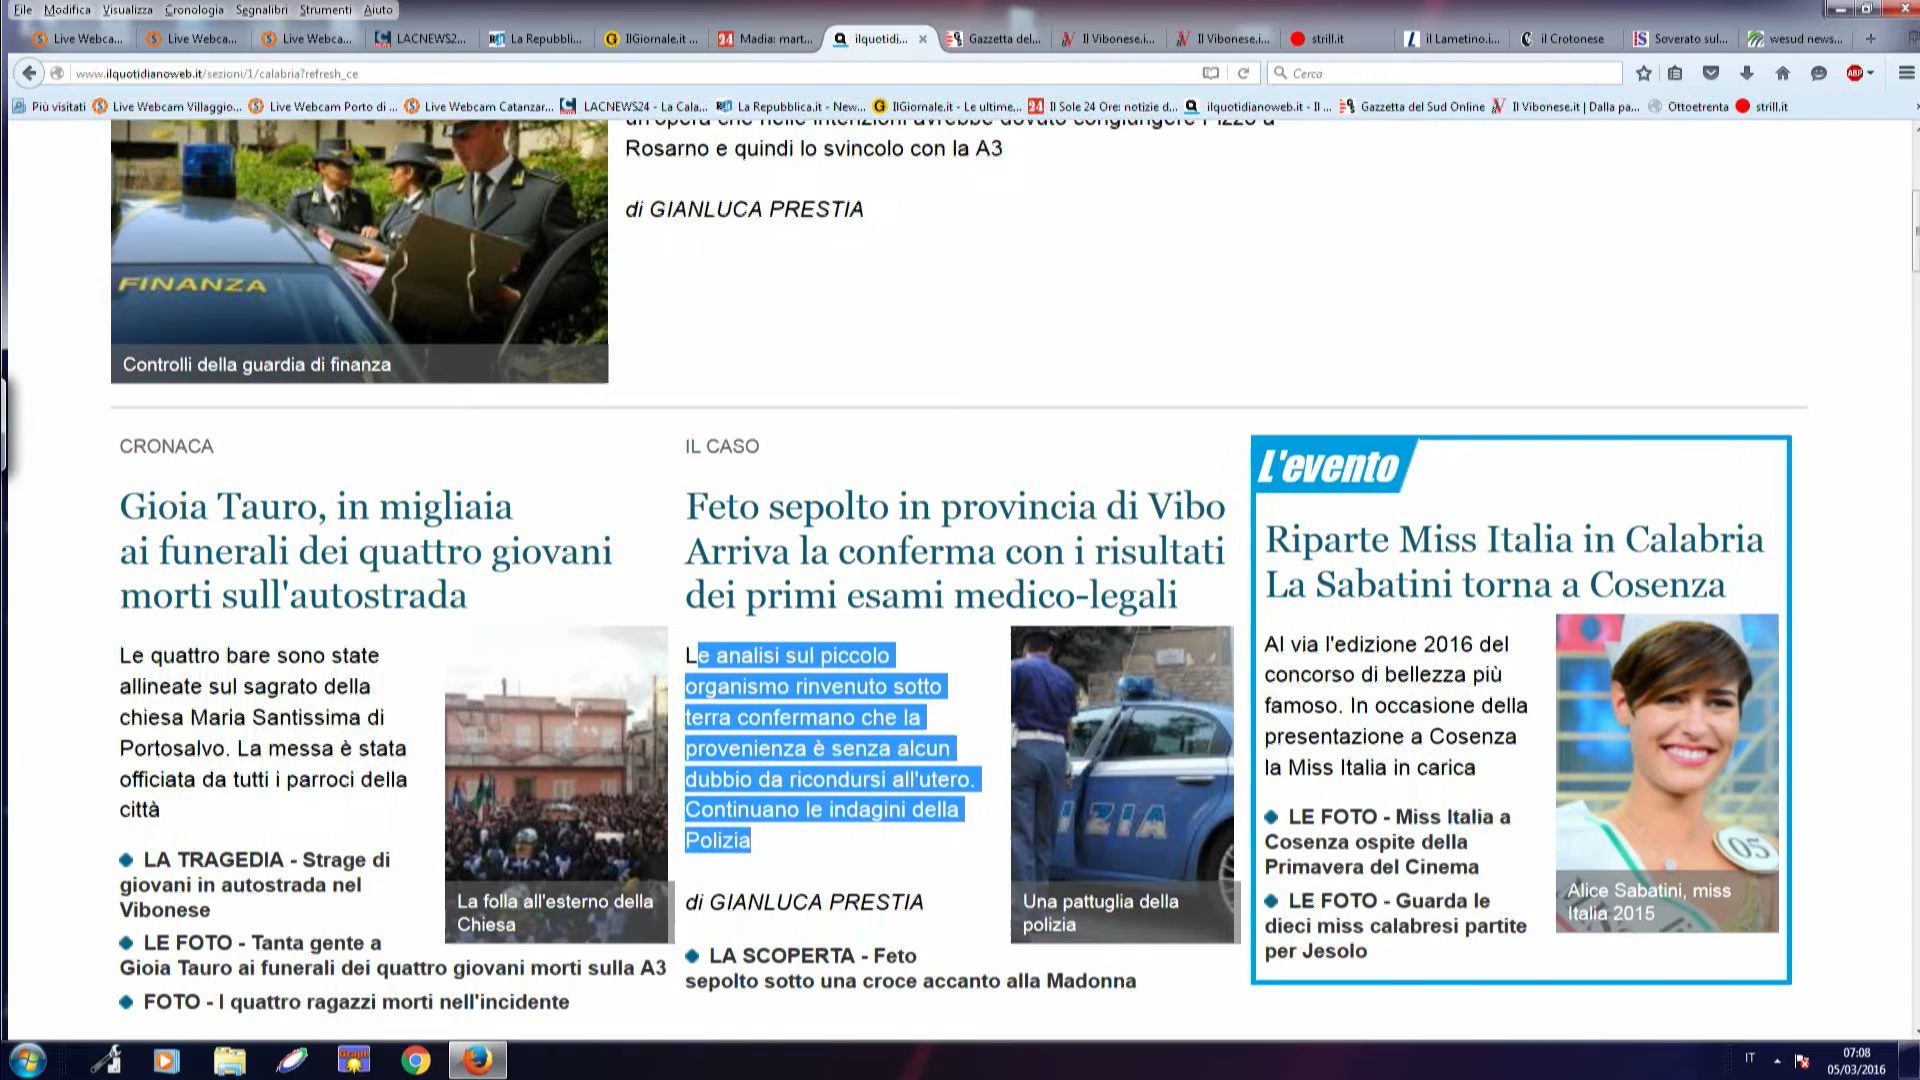 File Modifica Visualizza Cronologia Segnalibri Strumenti Aiuto
Live Webca... Live Webca... Live Webca... LACNEWS2... La Repubbli... IlGiornale.it ... Madia: mart... ilquotidi... Gazzetta del... Il Vibonese.i... Il Vibonese.i... strill.it il Lametino.i... il Crotonese Soverato sul... wesud news...
www.ilquotidianoweb.it/sezioni/1/calabria?refresh_ce
Cerca
ABP
Più visitati Live Webcam Villaggio... Live Webcam Porto di ... Live Webcam Catanzar... LACNEWS24 - La Cala... La Repubblica.it - New... IlGiornale.it - Le ultime... Il Sole 24 Ore: notizie d... ilquotidianoweb.it - Il ... Gazzetta del Sud Online Il Vibonese.it | Dalla pa... Ottoetrenta strill.it
un'opera che nelle intenzioni avrebbe dovuto congiungere Pizzo a
Rosarno e quindi lo svincolo con la A3
di GIANLUCA PRESTIA
FINANZA
Controlli della guardia di finanza
CRONACA
Gioia Tauro, in migliaia
ai funerali dei quattro giovani
morti sull'autostrada
Le quattro bare sono state
allineate sul sagrato della
chiesa Maria Santissima di
Portosalvo. La messa è stata
officiata da tutti i parroci della
città
La folla all'esterno della
Chiesa
LA TRAGEDIA - Strage di
giovani in autostrada nel
Vibonese
LE FOTO - Tanta gente a
Gioia Tauro ai funerali dei quattro giovani morti sulla A3
FOTO - I quattro ragazzi morti nell'incidente
IL CASO
Feto sepolto in provincia di Vibo
Arriva la conferma con i risultati
dei primi esami medico-legali
Le analisi sul piccolo
organismo rinvenuto sotto
terra confermano che la
provenienza è senza alcun
dubbio da ricondursi all'utero.
Continuano le indagini della
Polizia
di GIANLUCA PRESTIA
IZIA
Una pattuglia della
polizia
LA SCOPERTA - Feto
sepolto sotto una croce accanto alla Madonna
L'evento
Riparte Miss Italia in Calabria
La Sabatini torna a Cosenza
Al via l'edizione 2016 del
concorso di bellezza più
famoso. In occasione della
presentazione a Cosenza
la Miss Italia in carica
LE FOTO - Miss Italia a
Cosenza ospite della
Primavera del Cinema
LE FOTO - Guarda le
dieci miss calabresi partite
per Jesolo
05
Alice Sabatini, miss
Italia 2015
Graph
IT
07:08
05/03/2016